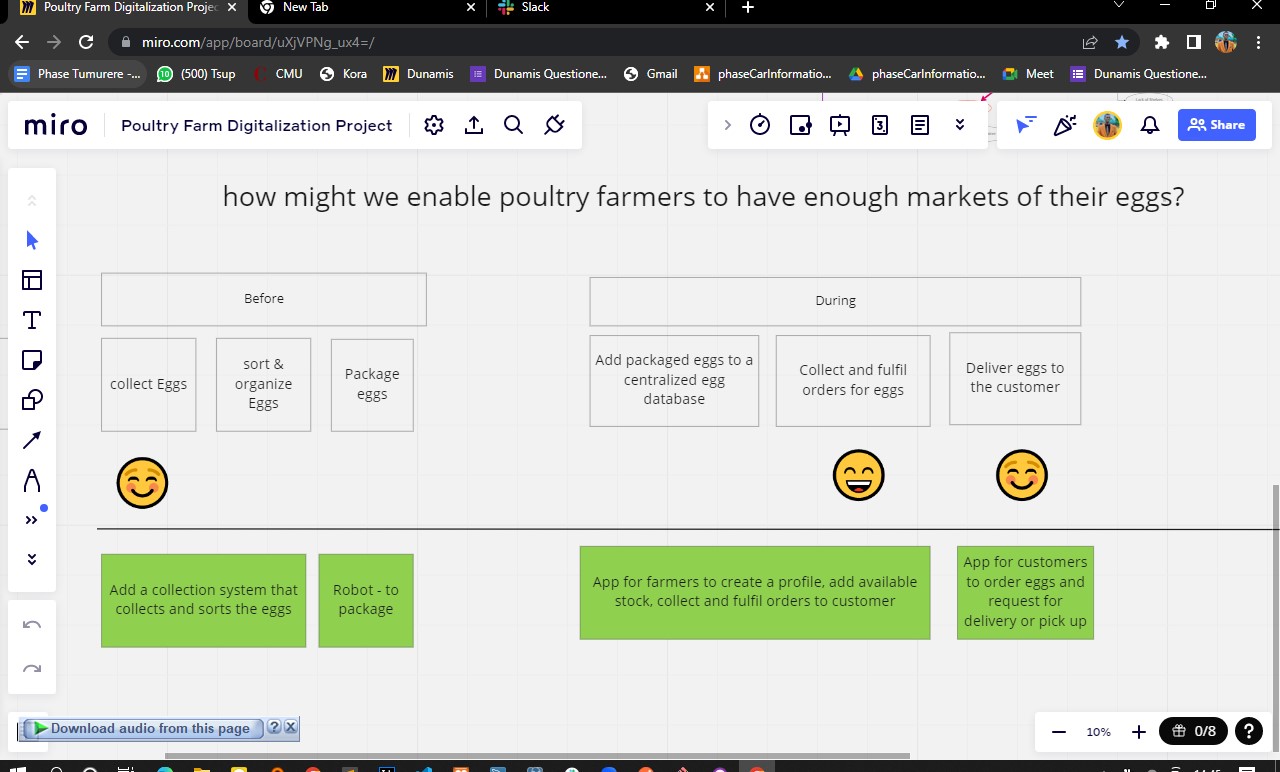 Poultry Farm Digitalization Projec
New Tab
Slack
miro.com/app/board/uXjVPNg_ux4=/
Phase Tumurere -...
(500) Tsup
CMU
Kora
Dunamis
Dunamis Questione...
Gmail
phaseCarInformatio...
phaseCarInformatio...
Meet
Dunamis Questione...
miro
Poultry Farm Digitalization Project
Share
how might we enable poultry farmers to have enough markets of their eggs?
Before
During
collect Eggs
sort &
organize
Eggs
Package
eggs
Add packaged eggs to a
centralized egg
database
Collect and fulfil
orders for eggs
Deliver eggs to
the customer
Add a collection system that
collects and sorts the eggs
Robot - to
package
App for farmers to create a profile, add available
stock, collect and fulfil orders to customer
App for customers
to order eggs and
request for
delivery or pick up
Download audio from this page
? X
10%
0/8
?